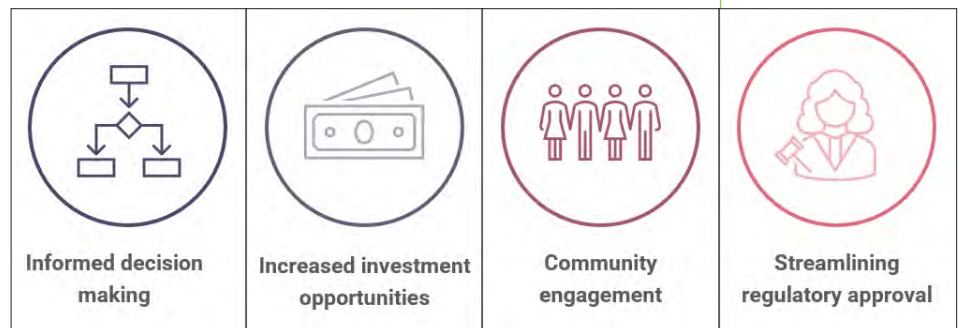 Informed decision
making
Increased investment
opportunities
Community
engagement
Streamlining
regulatory approval